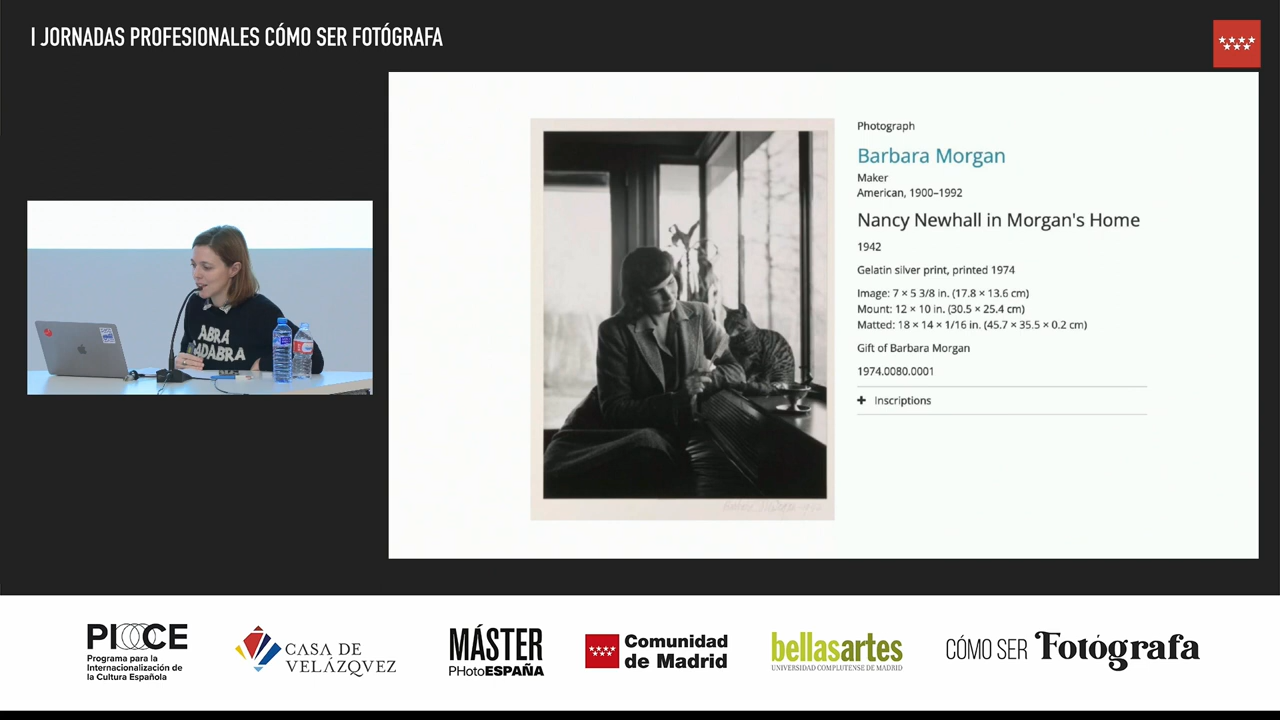 I JORNADAS PROFESIONALES CÓMO SER FOTÓGRAFA
Photograph
Barbara Morgan
Maker
American, 1900–1992
Nancy Newhall in Morgan's Home
1942
Gelatin silver print, printed 1974
Image: 7 × 5 3/8 in. (17.8 × 13.6 cm)
Mount: 12 × 10 in. (30.5 × 25.4 cm)
Matted: 18 × 14 × 1/16 in. (45.7 × 35.5 × 0.2 cm)
Gift of Barbara Morgan
1974.0080.0001
+ Inscriptions
ABRA
ADABRA
PICE
Programa para la
Internacionalización de
la Cultura Española
CASA DE
VELÁZQVEZ
MÁSTER
PHotoESPAÑA
Comunidad
de Madrid
bellasartes
UNIVERSIDAD COMPLUTENSE DE MADRID
CÓMO SER Fotógrafa